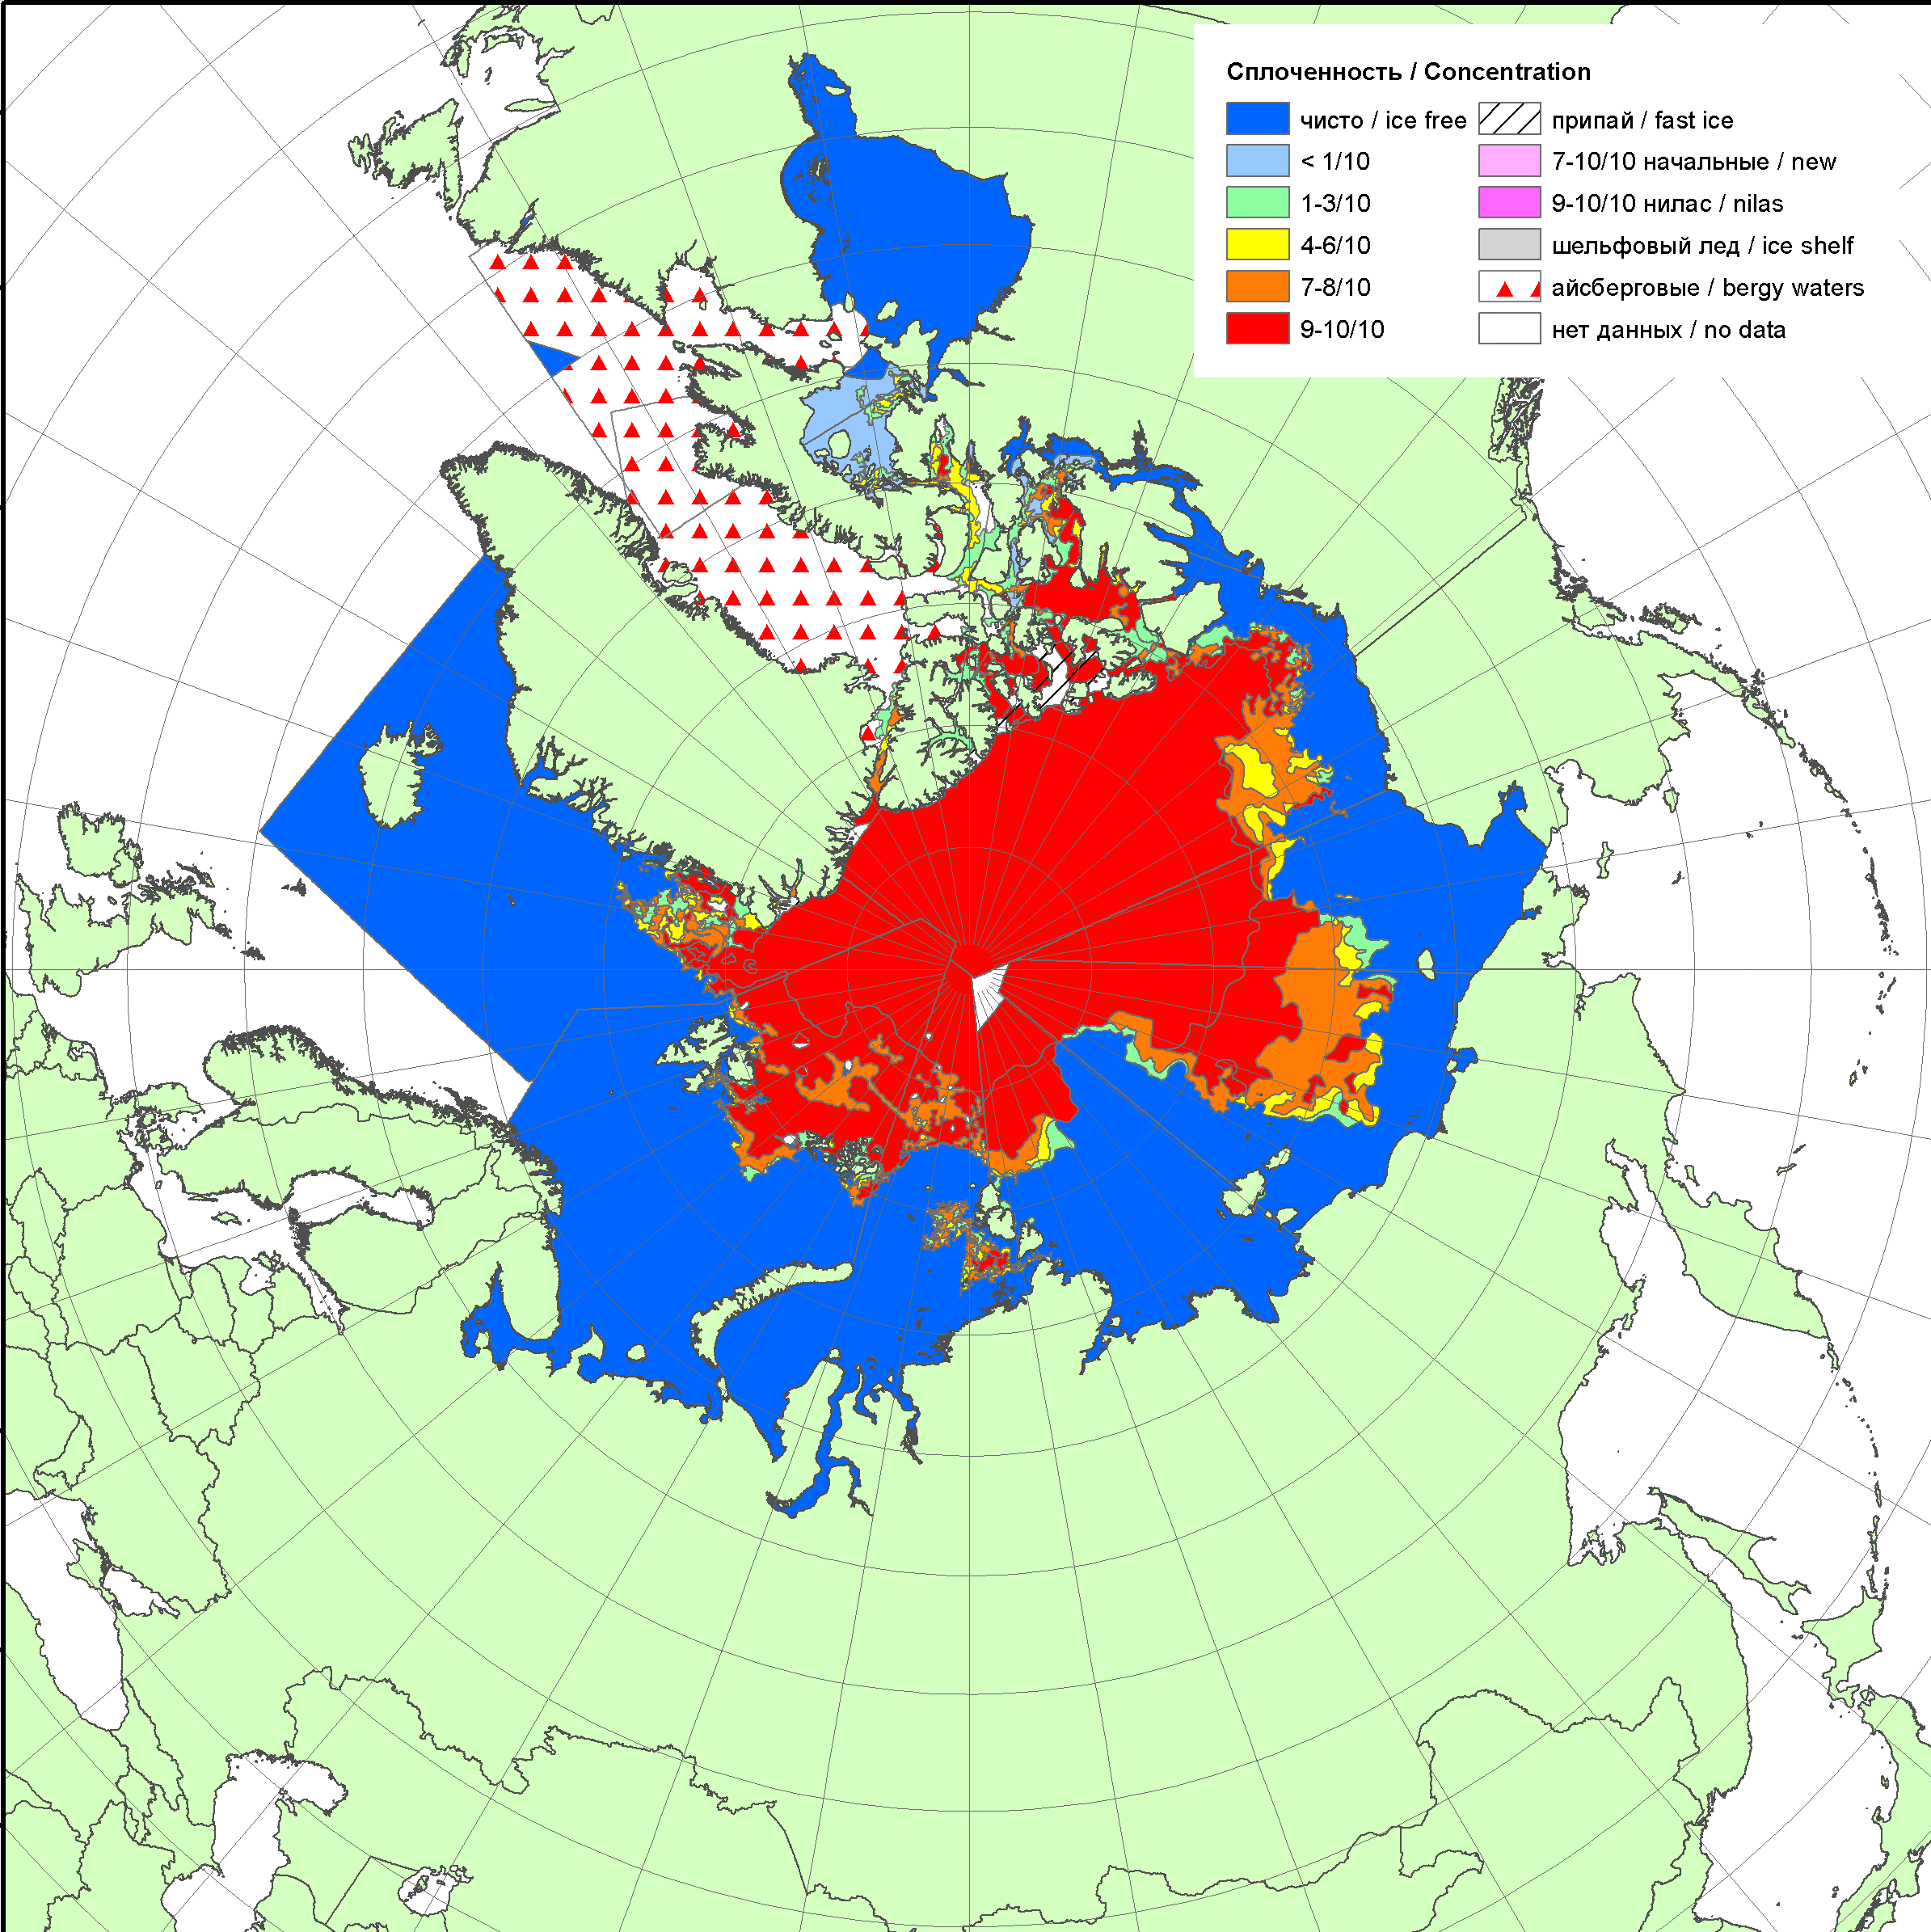 Сплоченность / Concentration
чисто / ice free
< 1/10
1-3/10
4-6/10
7-8/10
9-10/10
припай / fast ice
7-10/10 начальные / new
9-10/10 нилас / nilas
шельфовый лед / ice shelf
айсберговые / bergy waters
нет данных / no data